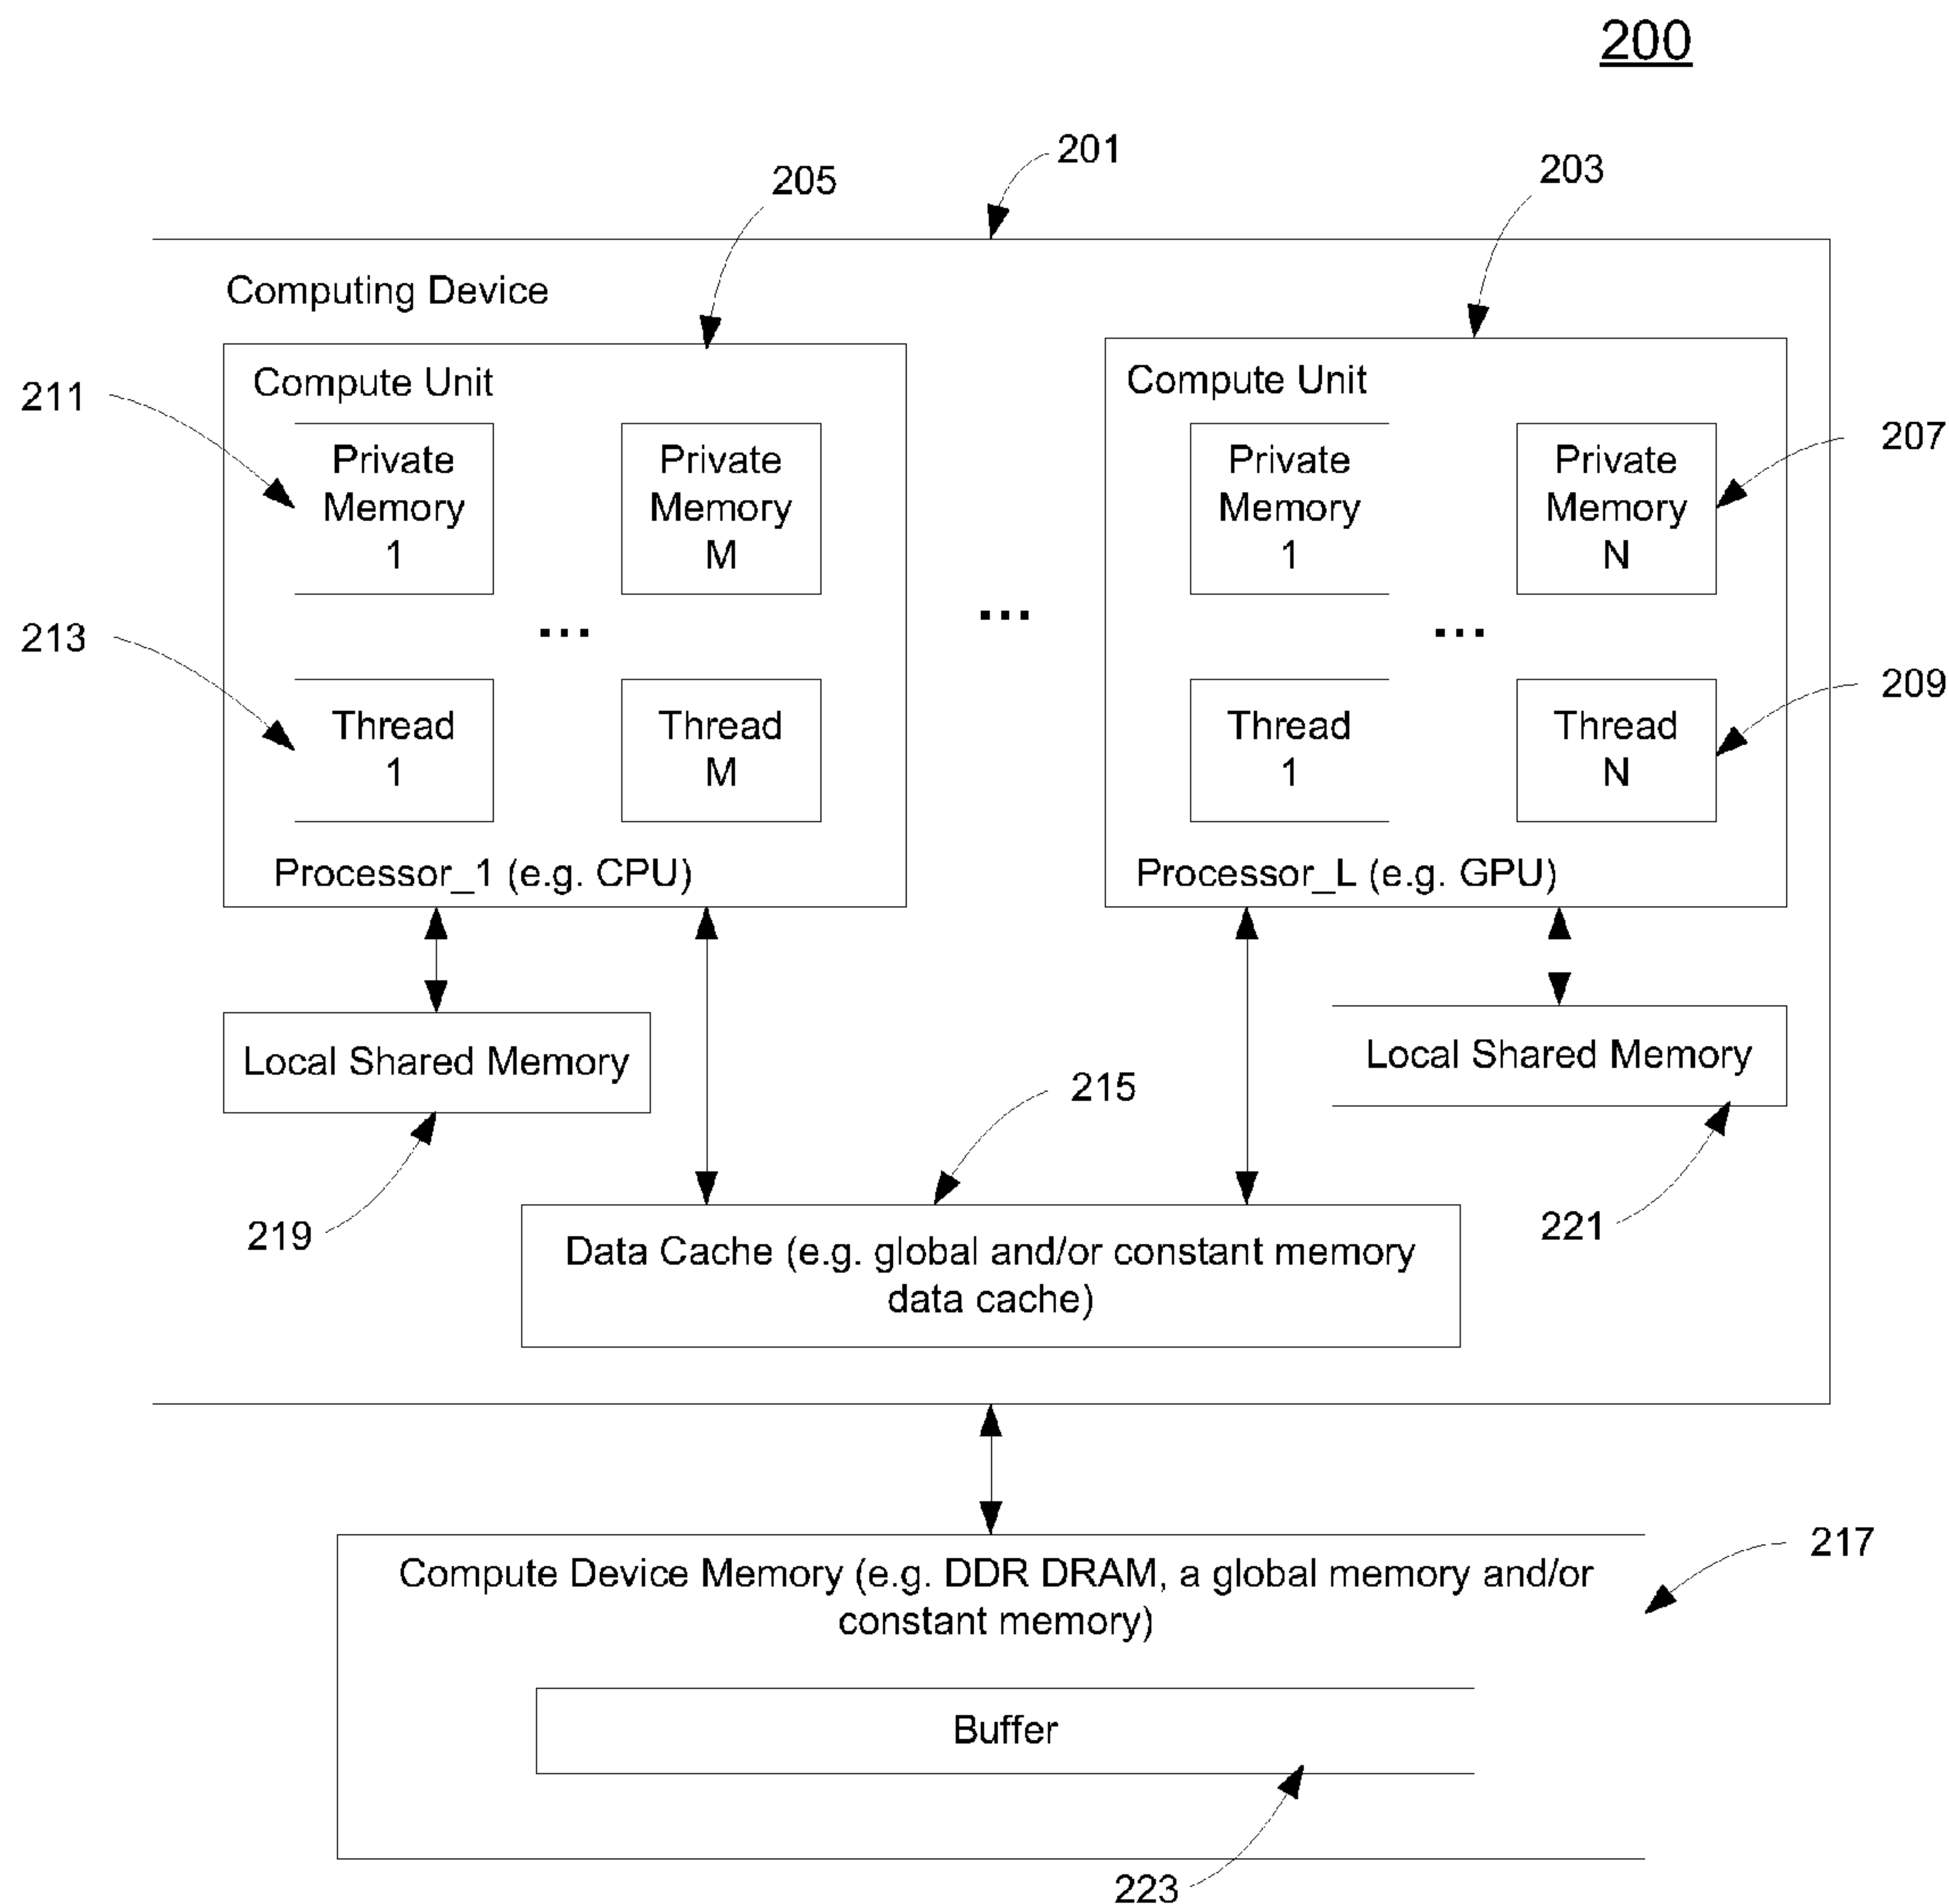 200
201
205
203
Computing Device
Compute Unit
Compute Unit
211
207
Private
Memory
1
Private
Memory
M
Private
Memory
1
Private
Memory
N
...
...
...
213
209
Thread
1
Thread
M
Thread
1
Thread
N
Processor_1 (e.g. CPU)
Processor_L (e.g. GPU)
Local Shared Memory
Local Shared Memory
215
219
221
Data Cache (e.g. global and/or constant memory
data cache)
217
Compute Device Memory (e.g. DDR DRAM, a global memory and/or
constant memory)
Buffer
223